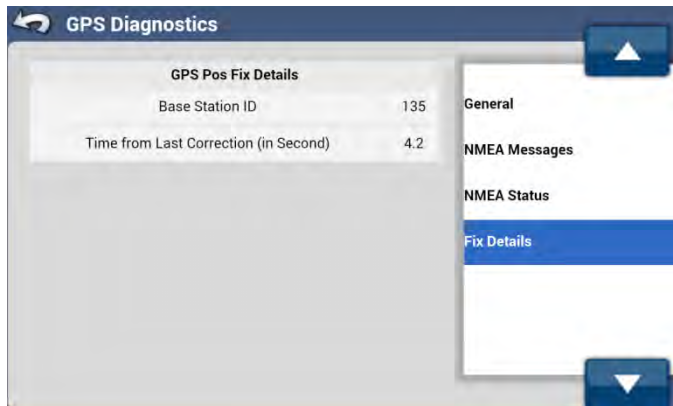 GPS Diagnostics
GPS Pos Fix Details
Base Station ID 135
Time from Last Correction (in Second) 4.2
General
NMEA Messages
NMEA Status
Fix Details